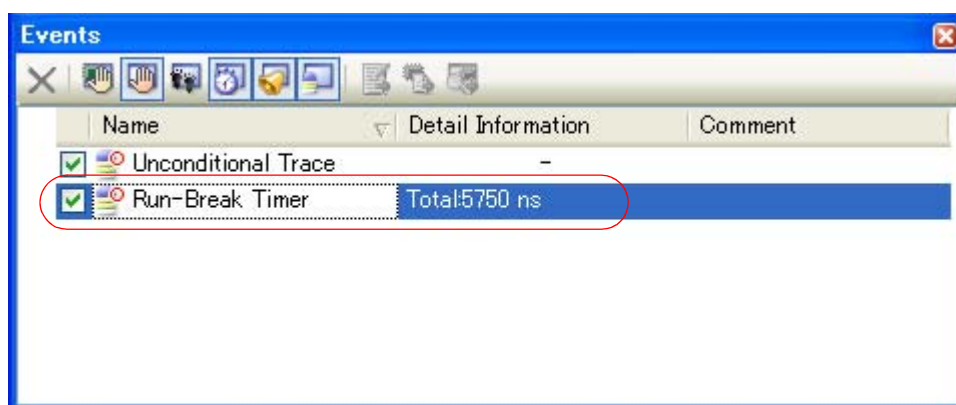 Events
Name Detail Information Comment
Unconditional Trace -
Run-Break Timer Total:5750 ns